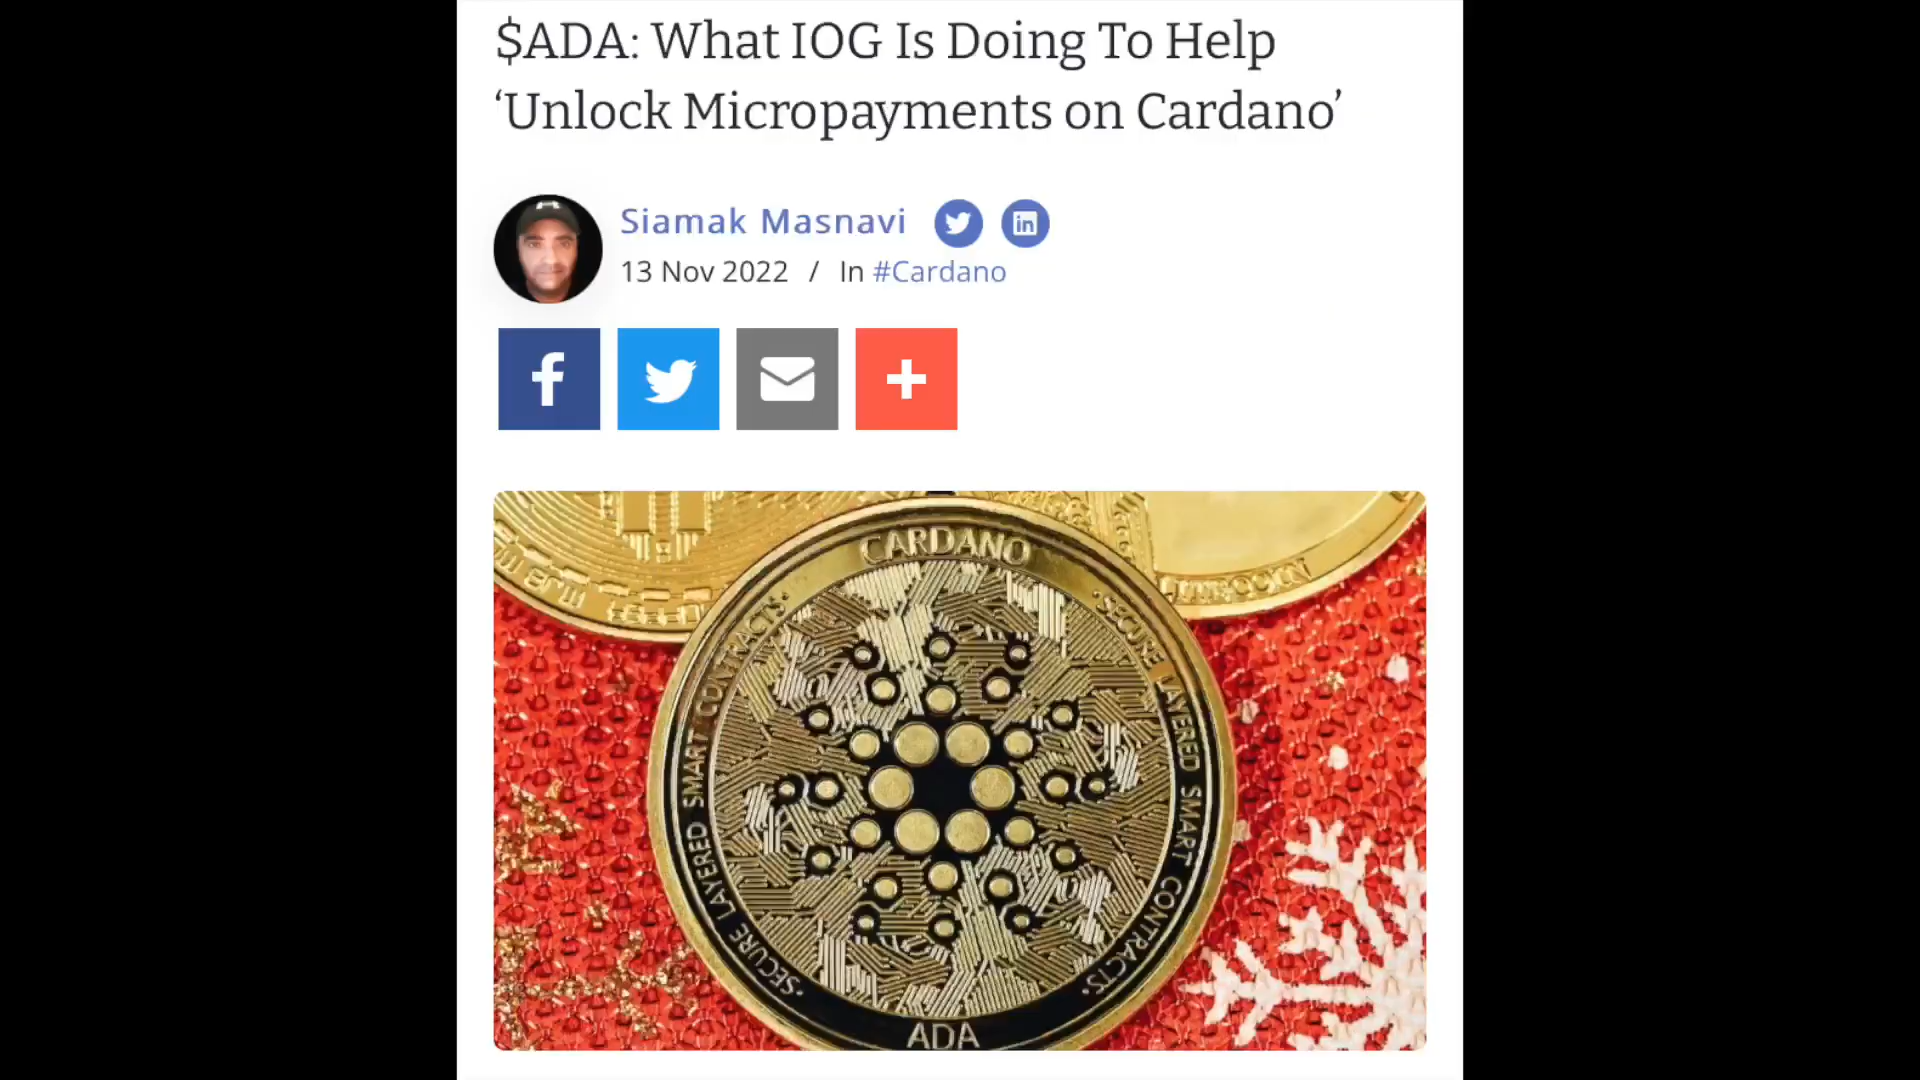 $ADA: What IOG Is Doing To Help
‘Unlock Micropayments on Cardano’
Siamak Masnavi
13 Nov 2022 / In #Cardano
CARDANO
·SECURE LAYERED SMART CONTRACTS·
·SECURE LAYERED SMART CONTRACTS·
ADA